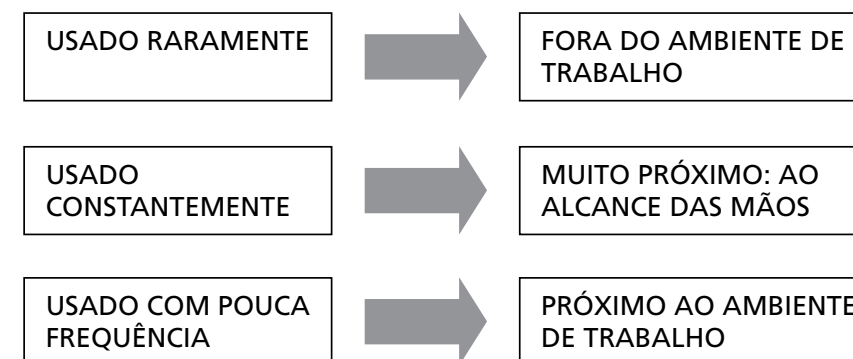 USADO RARAMENTE
FORA DO AMBIENTE DE
TRABALHO
USADO
CONSTANTEMENTE
MUITO PRÓXIMO: AO
ALCANCE DAS MÃOS
USADO COM POUCA
FREQUÊNCIA
PRÓXIMO AO AMBIENTE
DE TRABALHO